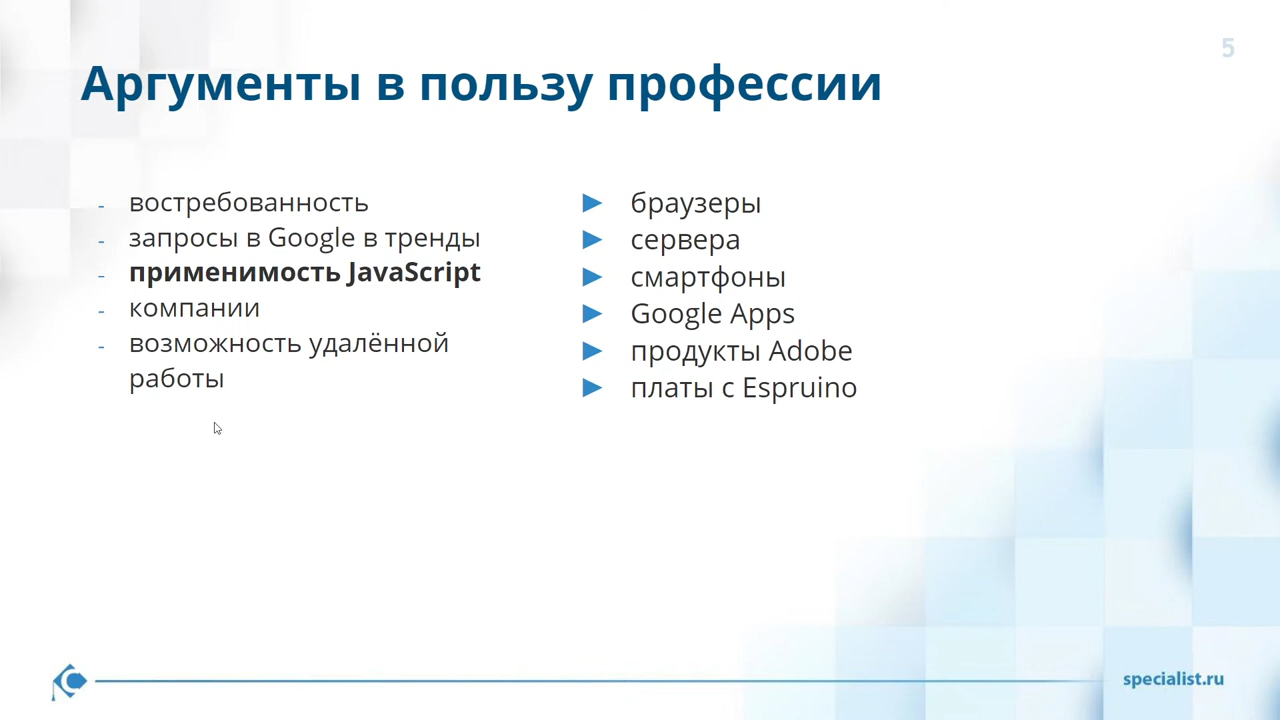 5
Аргументы в пользу профессии
- востребованность
- запросы в Google в тренды
- применимость JavaScript
- компании
- возможность удалённой
работы
► браузеры
► сервера
► смартфоны
► Google Apps
► продукты Adobe
► платы с Espruino
specialist.ru